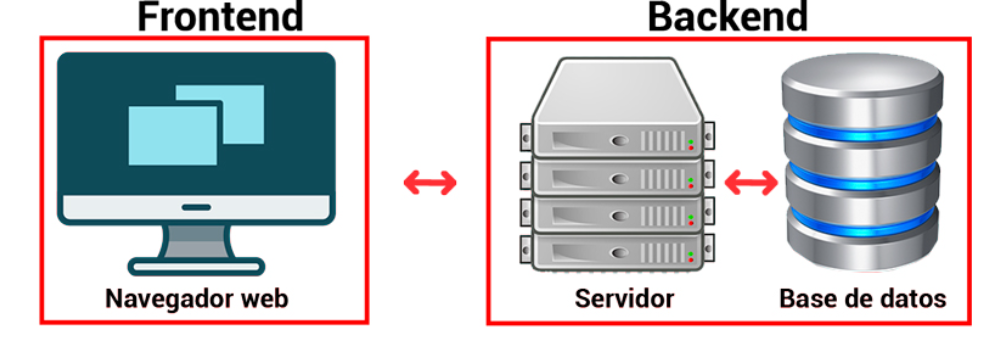 Frontend
Backend
Navegador web
Servidor
Base de datos